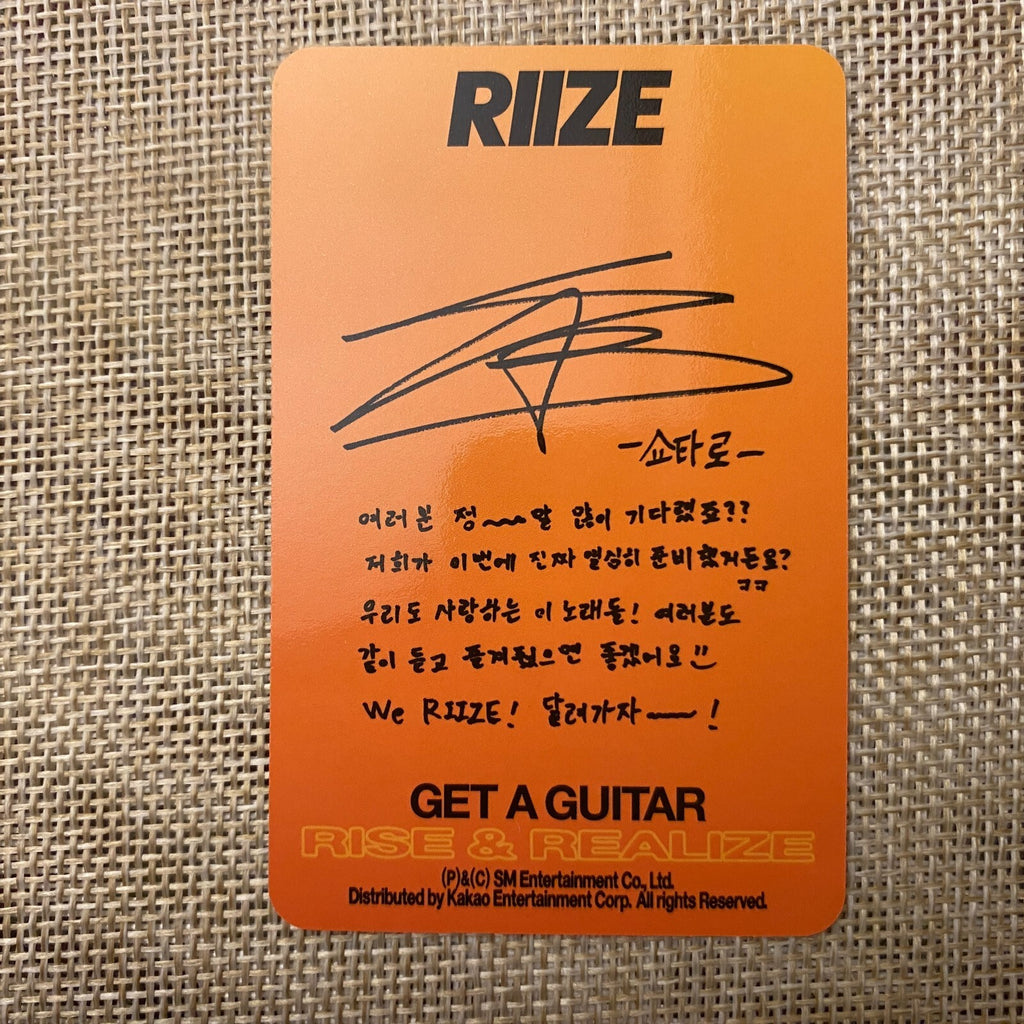 RIIZE
-쇼타로-
여러분 정~~말 많이 기다렸죠??
저희가 이번에 진짜 열심히 준비했거든요?
ㅋㅋ
우리도 사랑하는 이 노래들! 여러분도
같이 듣고 즐겨줬으면 좋겠어요!!
We RIIZE! 달려가자~~!
GET A GUITAR
RISE & REALIZE
(P)&(C) SM Entertainment Co., Ltd.
Distributed by Kakao Entertainment Corp. All rights Reserved.